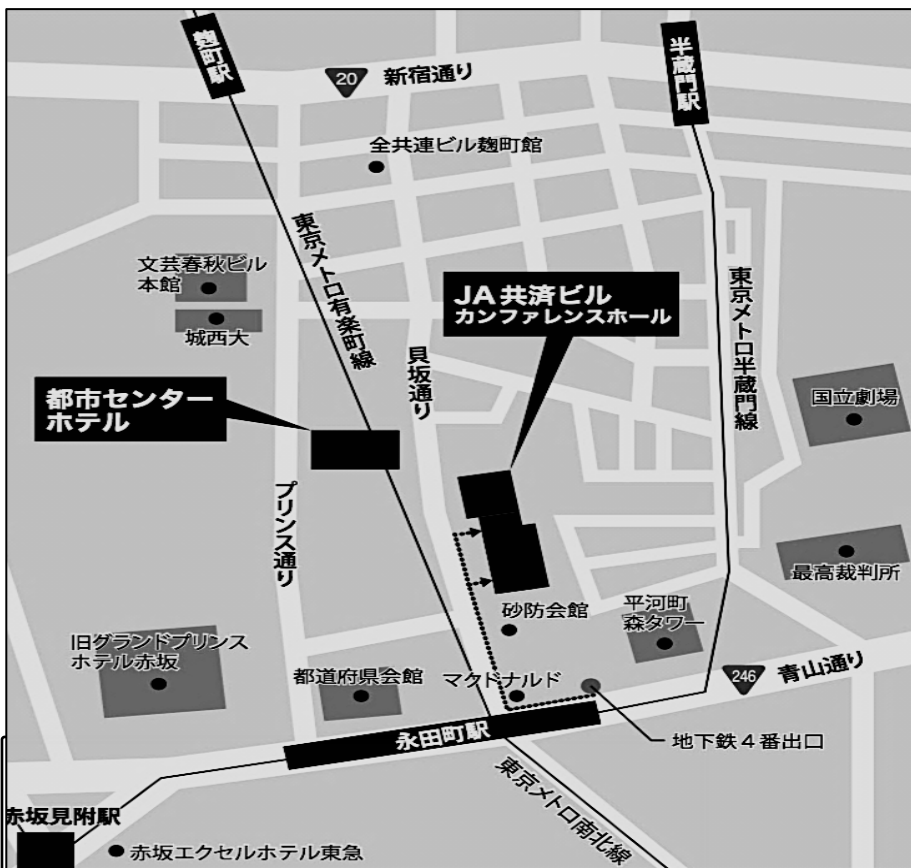 麹町駅
半蔵門駅
20
新宿通り
全共連ビル麹町館
東京メトロ有楽町線
文芸春秋ビル
本館
城西大
JA共済ビル
カンファレンスホール
貝坂通り
東京メトロ半蔵門線
国立劇場
都市センター
ホテル
プリンス通り
最高裁判所
砂防会館
平河町
森タワー
旧グランドプリンス
ホテル赤坂
都道府県会館
マクドナルド
246
青山通り
永田町駅
地下鉄4番出口
東京メトロ南北線
赤坂見附駅
赤坂エクセルホテル東急